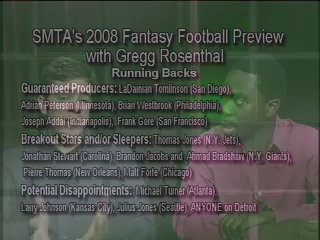 SMTA's 2008 Fantasy Football Preview
with Gregg Rosenthal
Running Backs
Guaranteed Producers: LaDainian Tomlinson (San Diego),
Adrian Peterson (Minnesota), Brian Westbrook (Philadelphia),
Joseph Addai (Indianapolis), Frank Gore (San Francisco)
Breakout Stars and/or Sleepers: Thomas Jones (N.Y. Jets),
Jonathan Stewart (Carolina), Brandon Jacobs and Ahmad Bradshaw (N.Y. Giants),
Pierre Thomas (New Orleans), Matt Forte (Chicago)
Potential Disappointments: Michael Turner (Atlanta),
Larry Johnson (Kansas City), Julius Jones (Seattle), ANYONE on Detroit